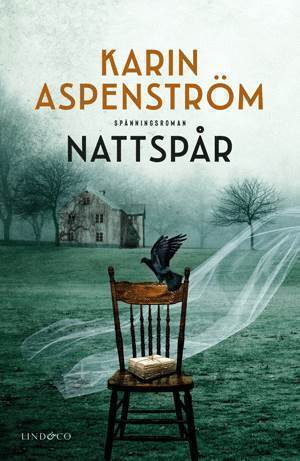 KARIN
ASPENSTRÖM
SPÄNNINGSROMAN
NATTSPÅR
LIND&CO